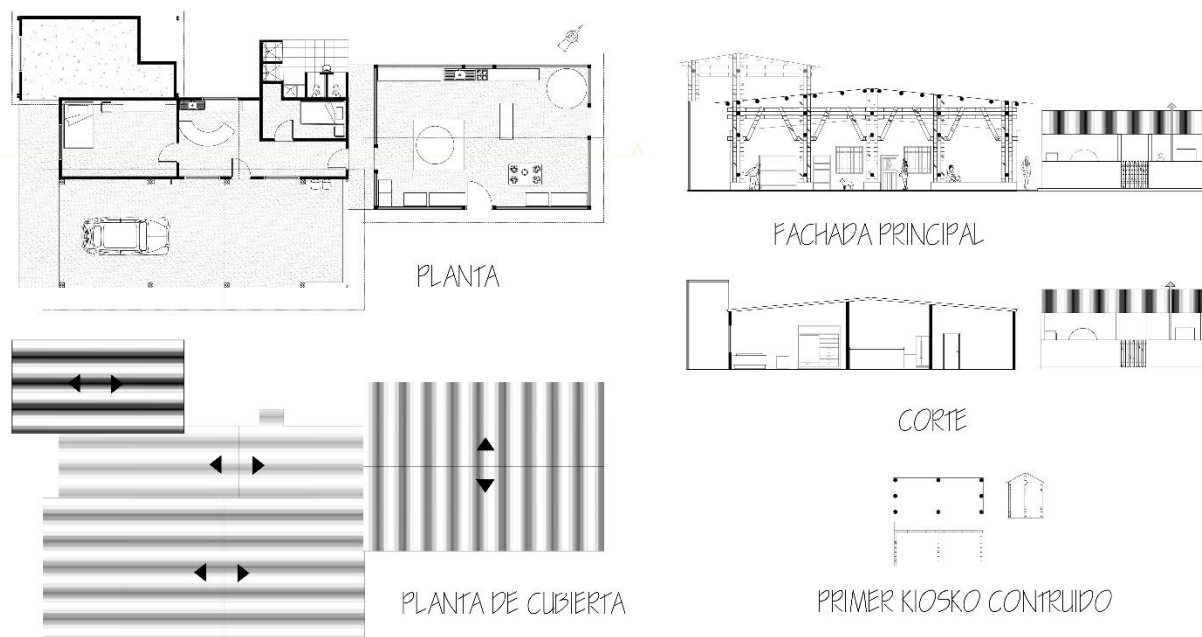 PLANTA
FACHADA PRINCIPAL
CORTE
PLANTA DE CUBIERTA
PRIMER KIOSKO CONTRUIDO